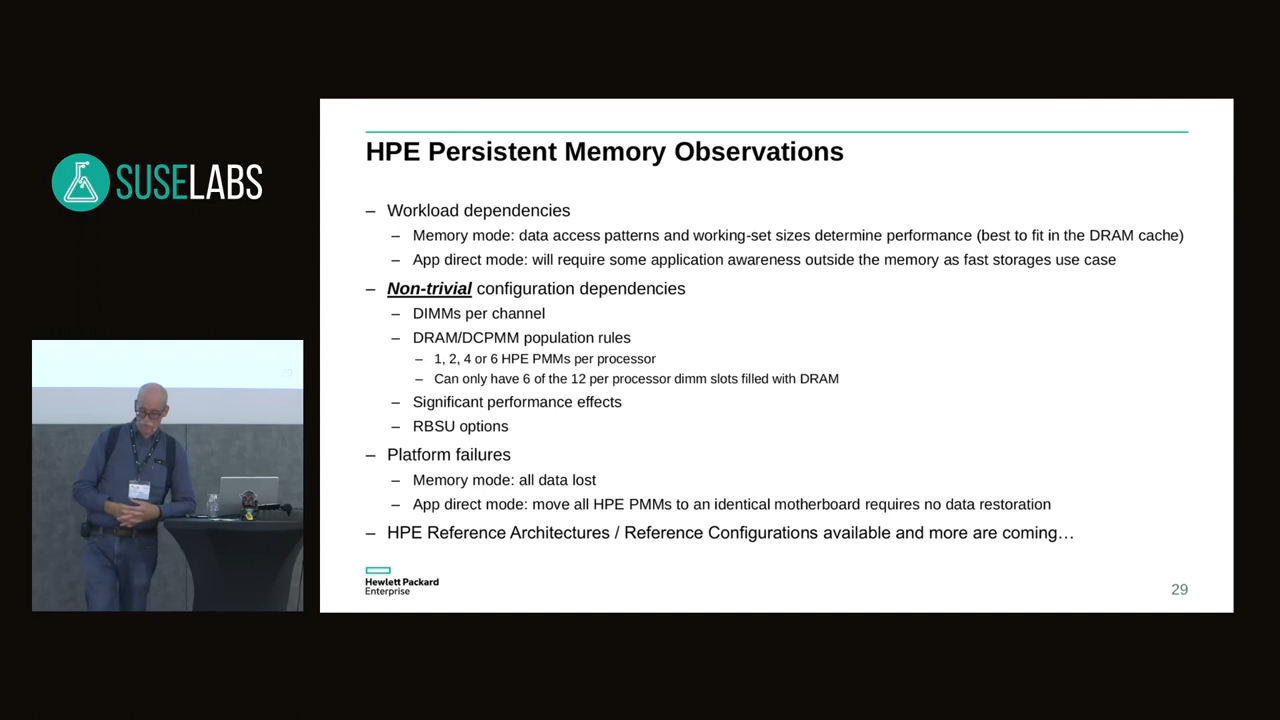 SUSELABS
HPE Persistent Memory Observations
– Workload dependencies
– Memory mode: data access patterns and working-set sizes determine performance (best to fit in the DRAM cache)
– App direct mode: will require some application awareness outside the memory as fast storages use case
– Non-trivial configuration dependencies
– DIMMs per channel
– DRAM/DCPMM population rules
– 1, 2, 4 or 6 HPE PMMs per processor
– Can only have 6 of the 12 per processor dimm slots filled with DRAM
– Significant performance effects
– RBSU options
– Platform failures
– Memory mode: all data lost
– App direct mode: move all HPE PMMs to an identical motherboard requires no data restoration
– HPE Reference Architectures / Reference Configurations available and more are coming…
Hewlett Packard
Enterprise
29